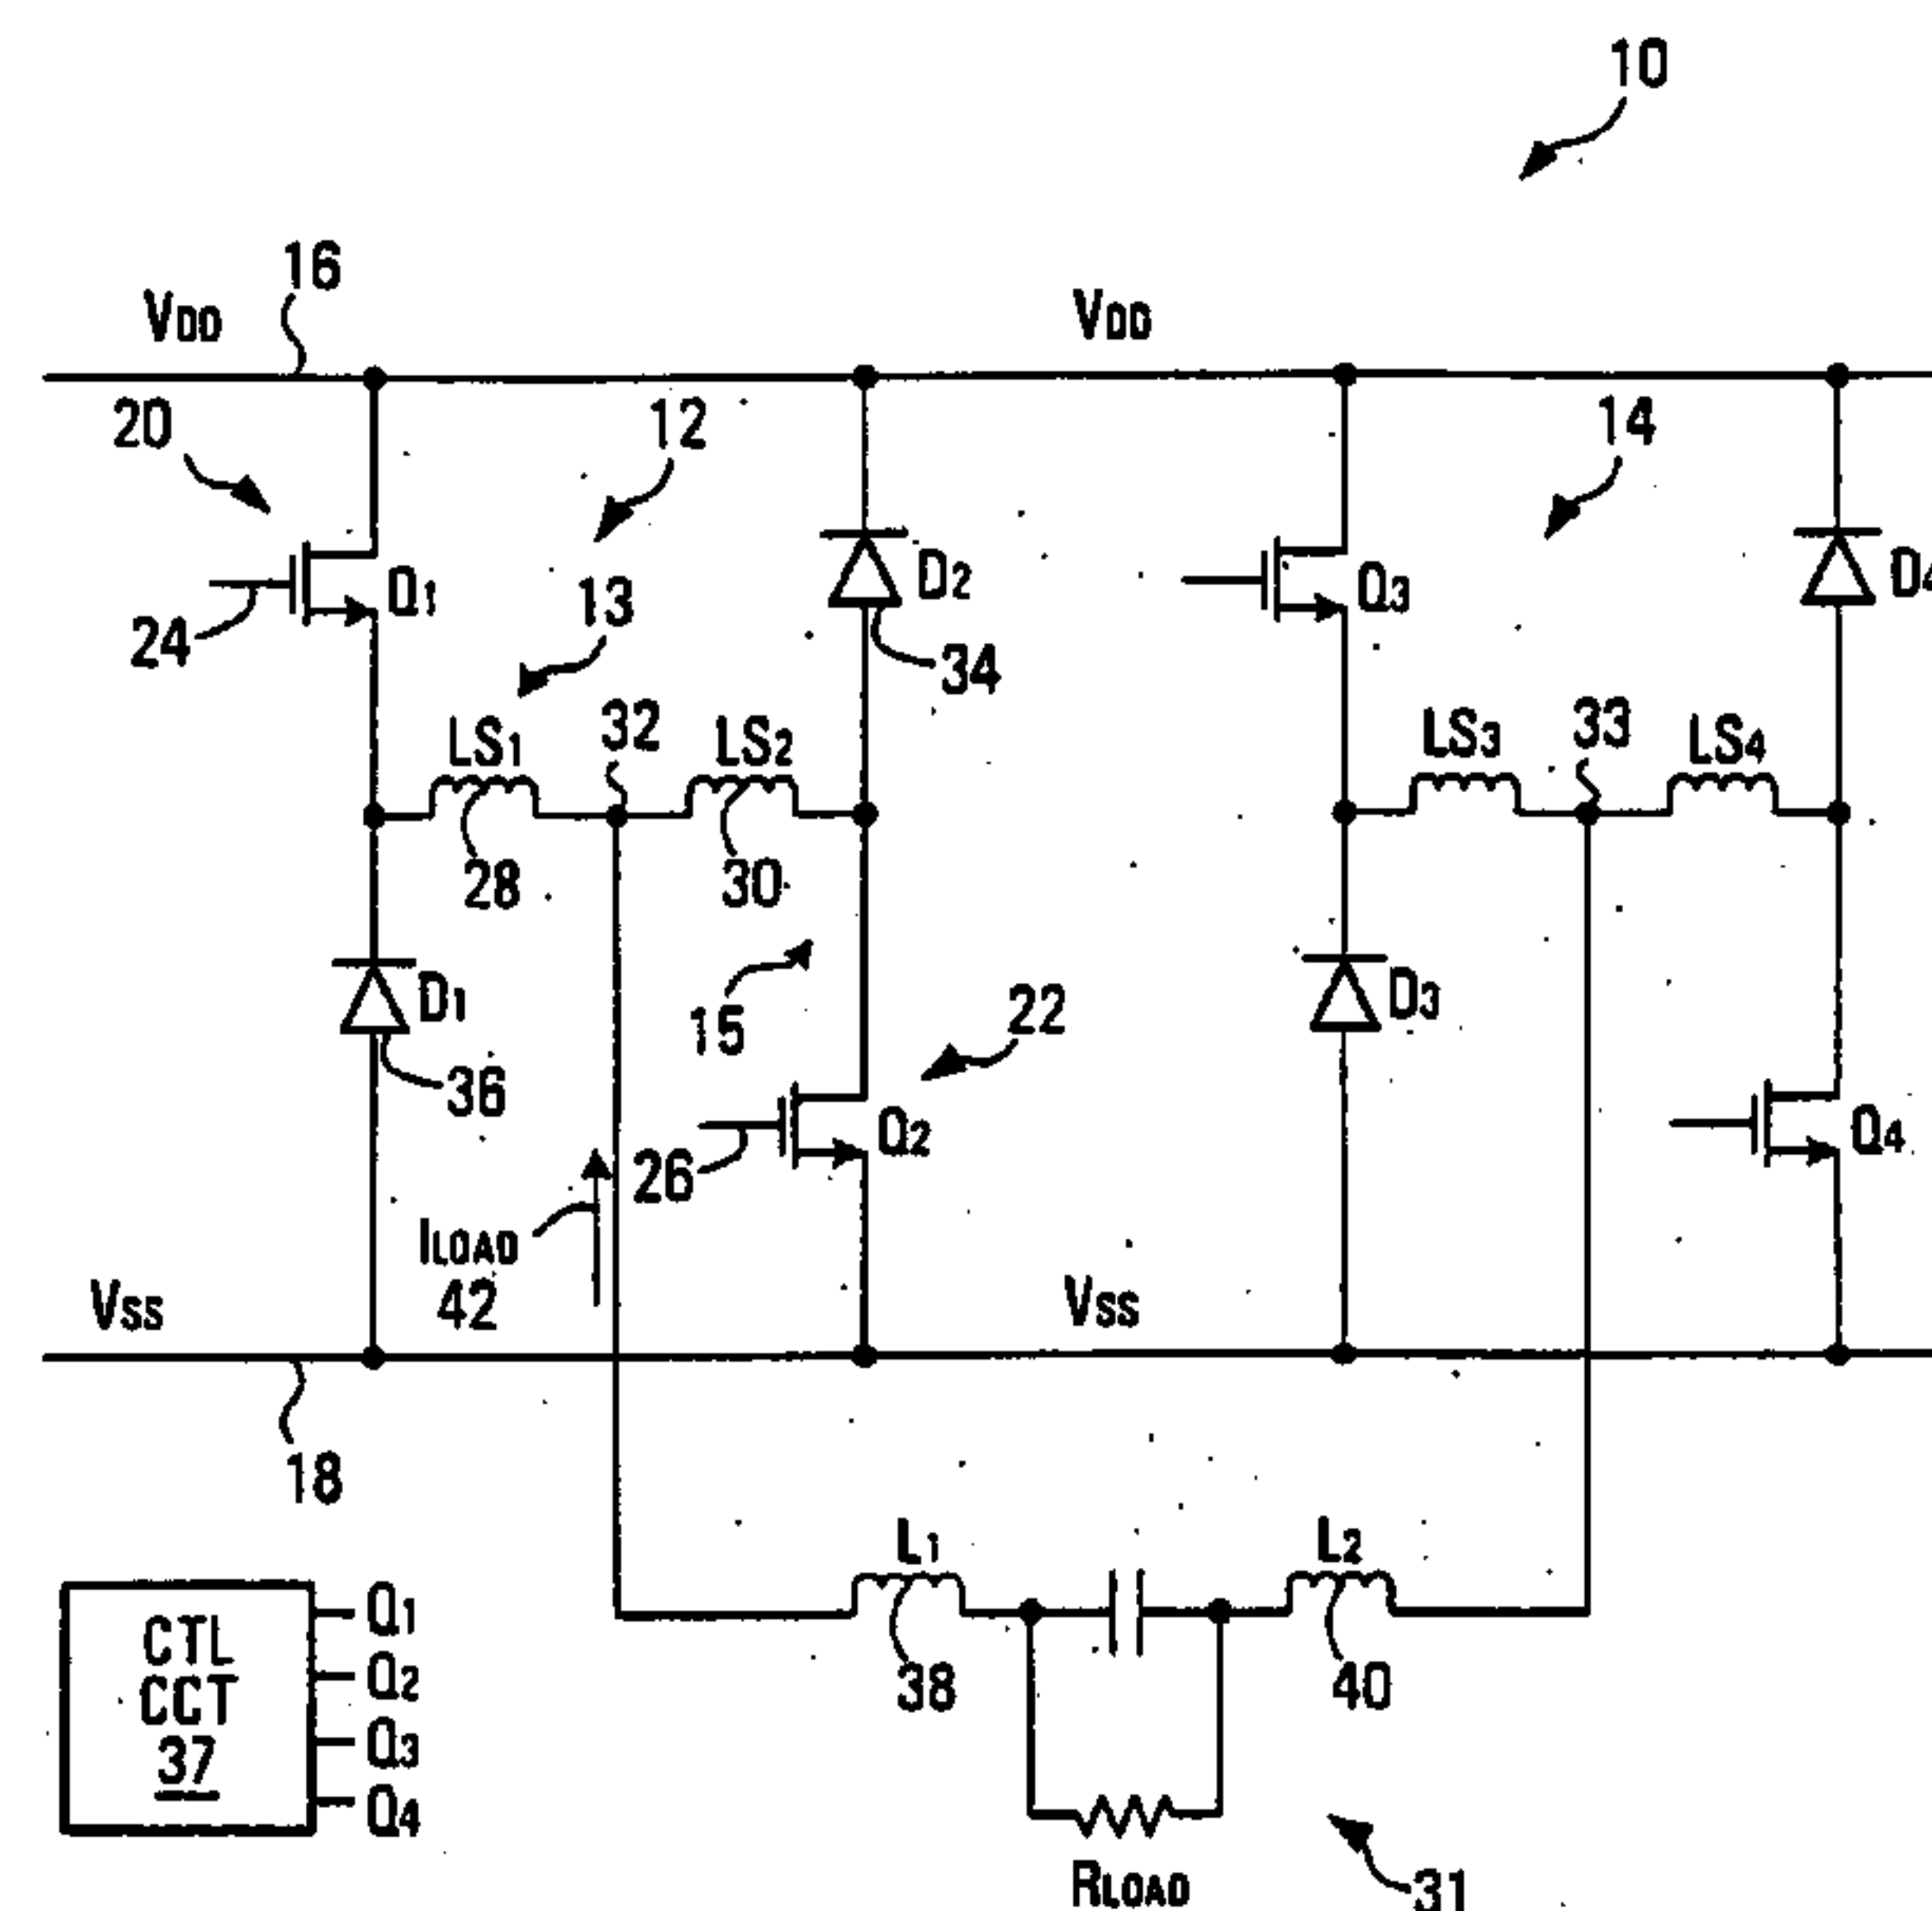 10
16
VDD VDD
20 12 14
Q1 13 D2 Q3 D4
24 34
LS1 32 LS2 LS3 33 LS4
28 30
D1 15 22 D3
36 26 Q2 Q4
ILOAD
42
VSS VSS
18
L1 L2
38 40
CTL
CCT
37
Q1
Q2
Q3
Q4
RLOAD
31